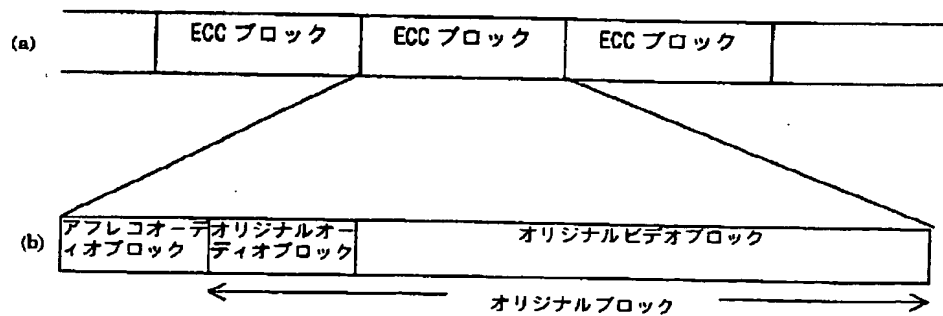 (a)
ECC ブロック
ECC ブロック
ECC ブロック
(b)
アフレコオーデ
ィオブロック
オリジナルオー
ディオブロック
オリジナルビデオブロック
オリジナルブロック